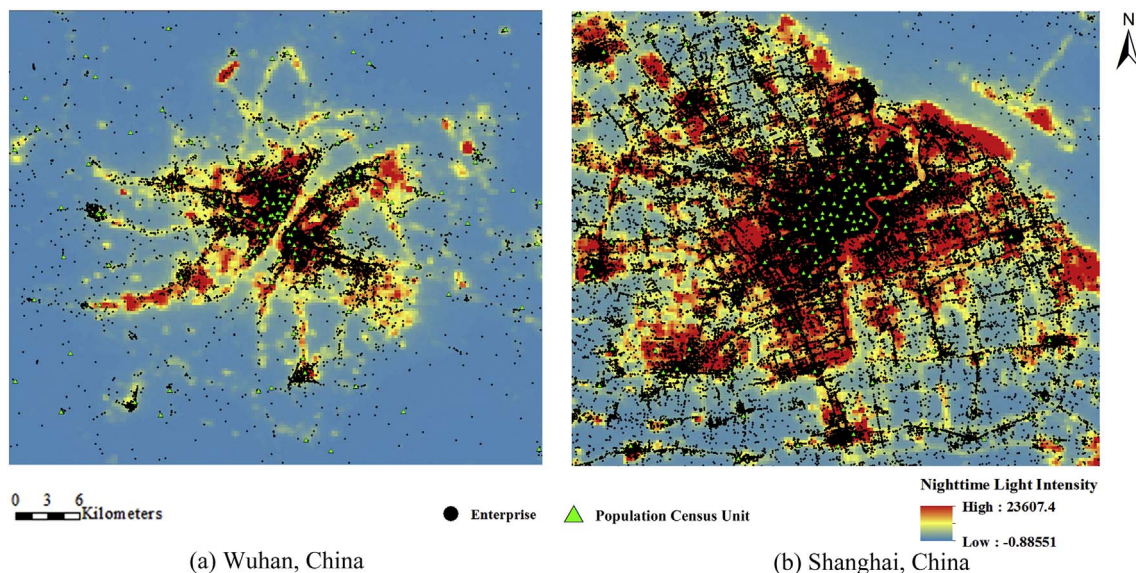 N
0 3 6
Kilometers
Enterprise
Population Census Unit
Nighttime Light Intensity
High : 23607.4
Low : -0.88551
(a) Wuhan, China
(b) Shanghai, China